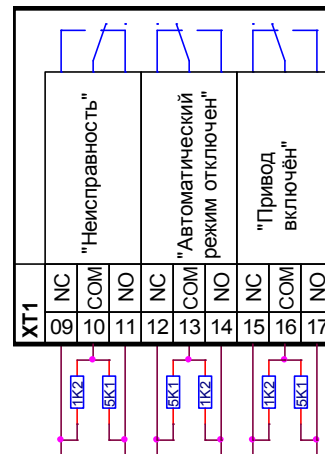 "Неисправность"
"Автоматический
режим отключен"
"Привод
включён"
XT1
NC COM NO NC COM NO NC COM NO
09 10 11 12 13 14 15 16 17
1K2 5K1 5K1 1K2 1K2 5K1